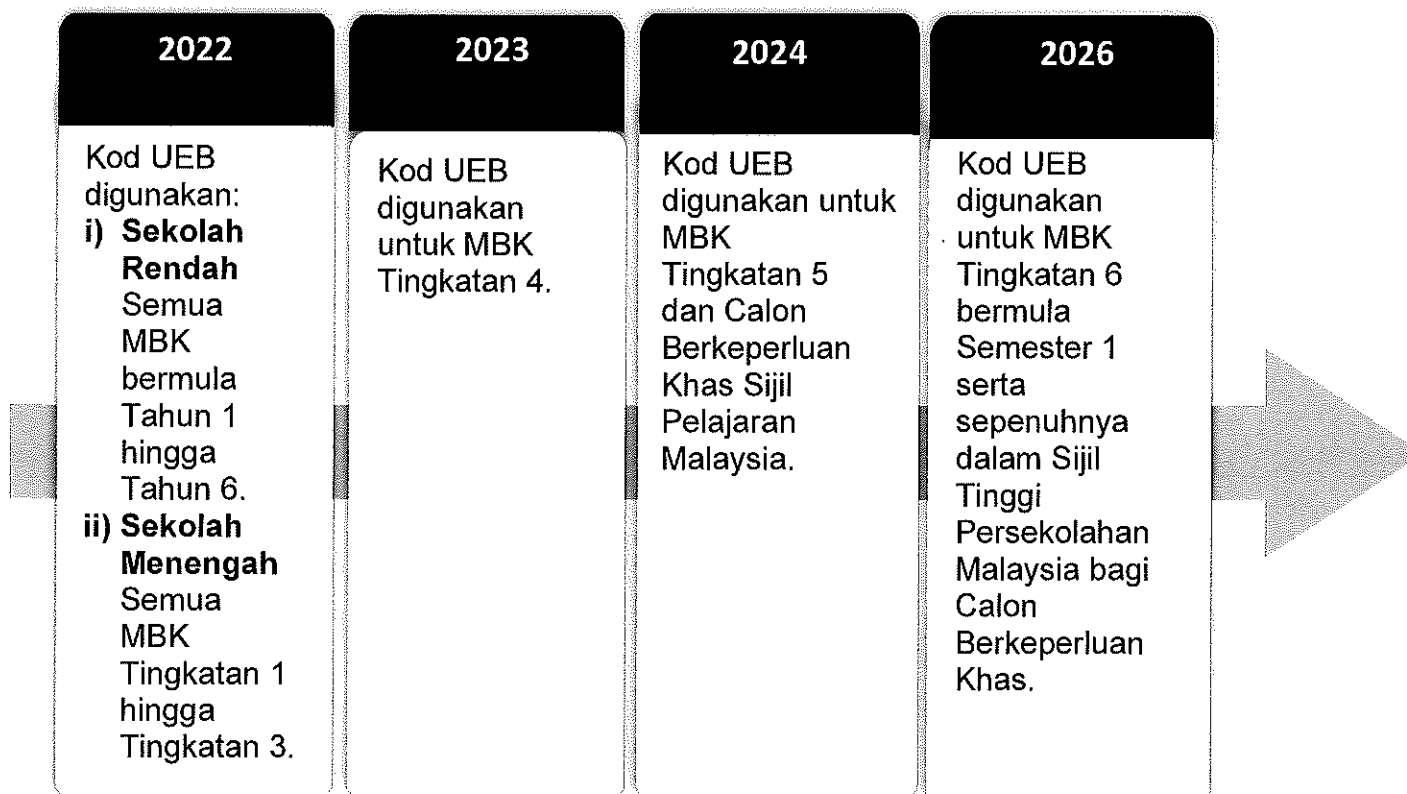 2022
Kod UEB
digunakan:
i) Sekolah
Rendah
Semua
MBK
bermula
Tahun 1
hingga
Tahun 6.
ii) Sekolah
Menengah
Semua
MBK
Tingkatan 1
hingga
Tingkatan 3.
2023
Kod UEB
digunakan
untuk MBK
Tingkatan 4.
2024
Kod UEB
digunakan untuk
MBK
Tingkatan 5
dan Calon
Berkeperluan
Khas Sijil
Pelajaran
Malaysia.
2026
Kod UEB
digunakan
untuk MBK
Tingkatan 6
bermula
Semester 1
serta
sepenuhnya
dalam Sijil
Tinggi
Persekolahan
Malaysia bagi
Calon
Berkeperluan
Khas.